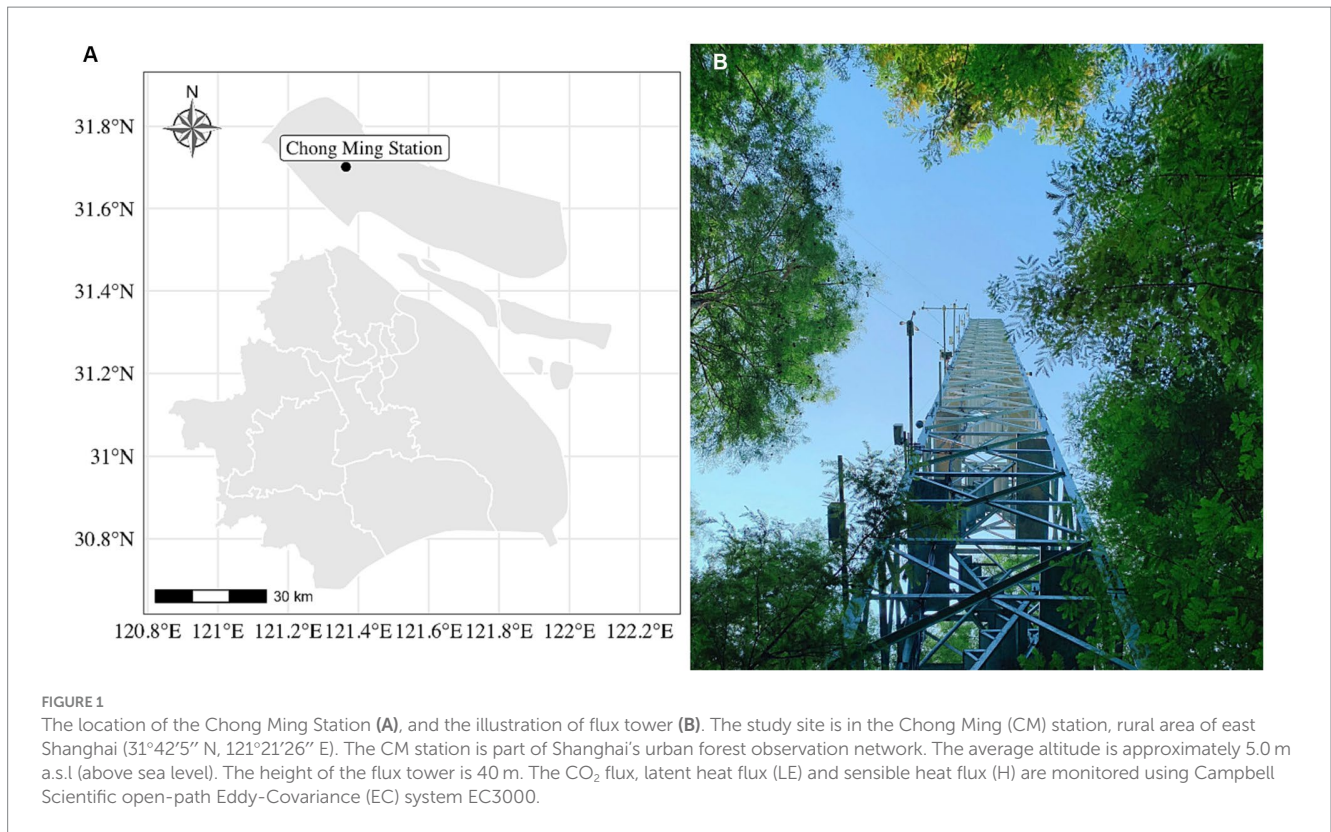 A
B
N
31.8°N
Chong Ming Station
31.6°N
31.4°N
31.2°N
31°N
30.8°N
30 km
120.8°E 121°E 121.2°E 121.4°E 121.6°E 121.8°E 122°E 122.2°E
FIGURE 1
The location of the Chong Ming Station (A), and the illustration of flux tower (B). The study site is in the Chong Ming (CM) station, rural area of east
Shanghai (31°42′5″ N, 121°21′26″ E). The CM station is part of Shanghai’s urban forest observation network. The average altitude is approximately 5.0 m
a.s.l (above sea level). The height of the flux tower is 40 m. The CO₂ flux, latent heat flux (LE) and sensible heat flux (H) are monitored using Campbell
Scientific open-path Eddy-Covariance (EC) system EC3000.